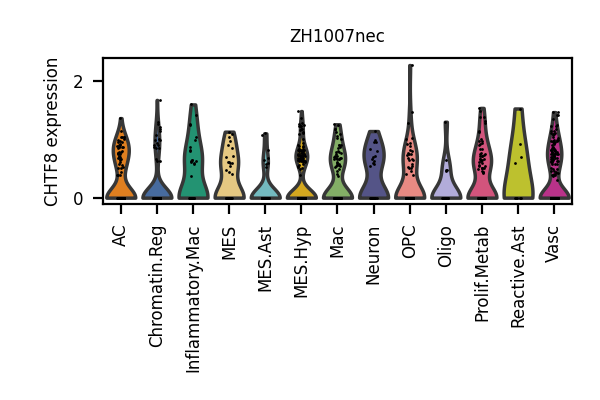 ZH1007nec
CHTF8 expression
2
0
AC
Chromatin.Reg
Inflammatory.Mac
MES
MES.Ast
MES.Hyp
Mac
Neuron
OPC
Oligo
Prolif.Metab
Reactive.Ast
Vasc